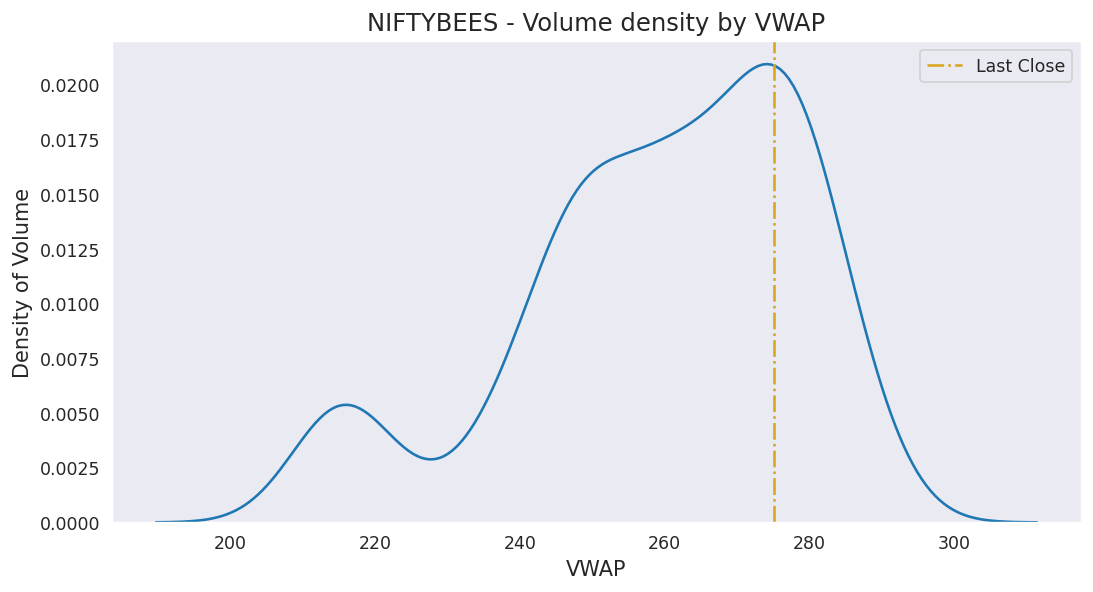 NIFTYBEES - Volume density by VWAP
Last Close
Density of Volume
0.0200
0.0175
0.0150
0.0125
0.0100
0.0075
0.0050
0.0025
0.0000
200 220 240 260 280 300
VWAP